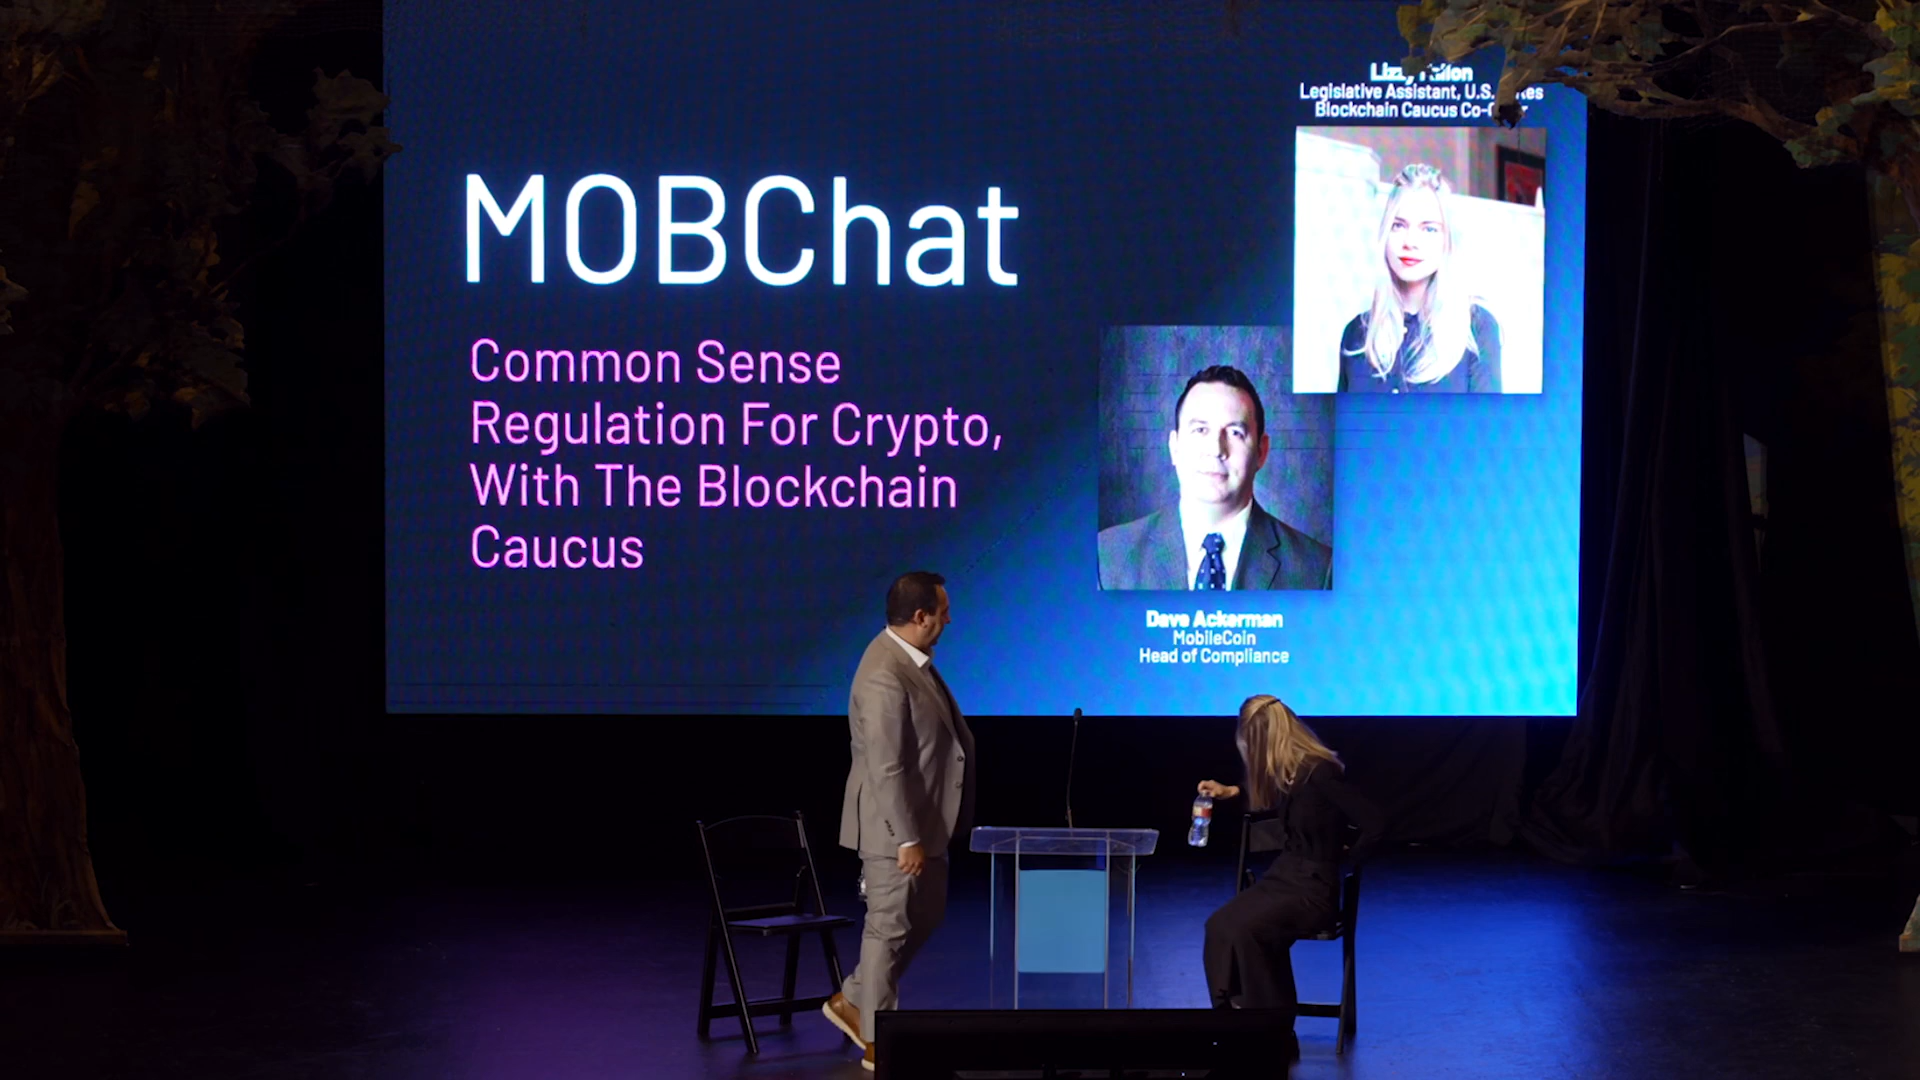 MOBChat
Common Sense
Regulation For Crypto,
With The Blockchain
Caucus
Legislative Assistant, U.S.
Blockchain Caucus
Dave Ackerman
MobileCoin
Head of Compliance